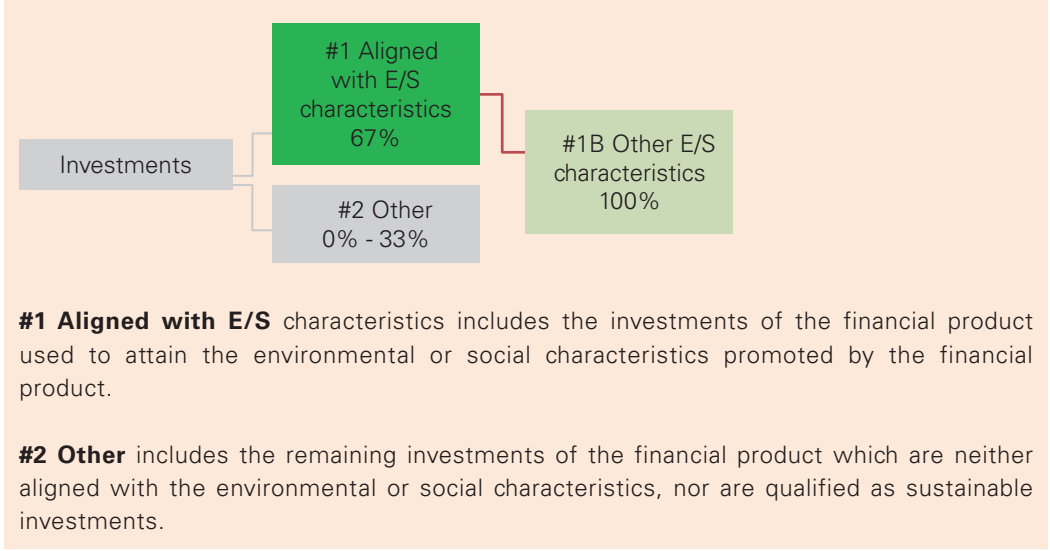 #1 Aligned
with E/S
characteristics
67%
Investments
#1B Other E/S
characteristics
100%
#2 Other
0% - 33%
#1 Aligned with E/S characteristics includes the investments of the financial product
used to attain the environmental or social characteristics promoted by the financial
product.
#2 Other includes the remaining investments of the financial product which are neither
aligned with the environmental or social characteristics, nor are qualified as sustainable
investments.